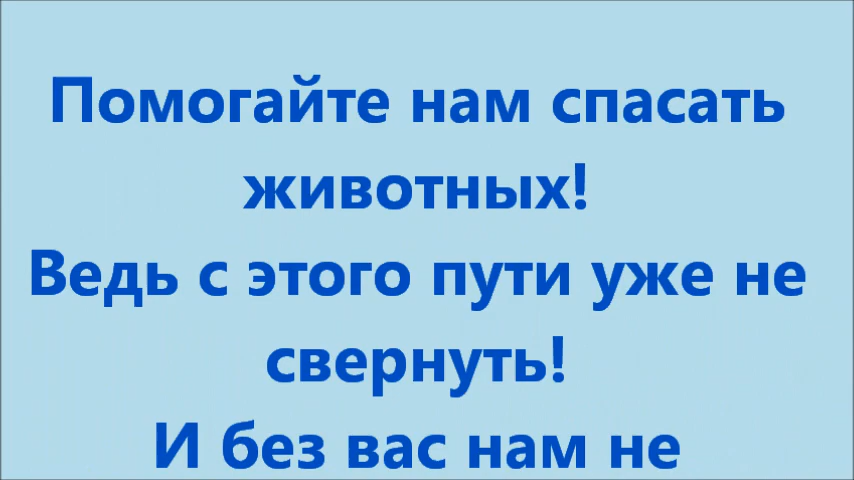 Помогайте нам спасать
животных!
Ведь с этого пути уже не
свернуть!
И без вас нам не